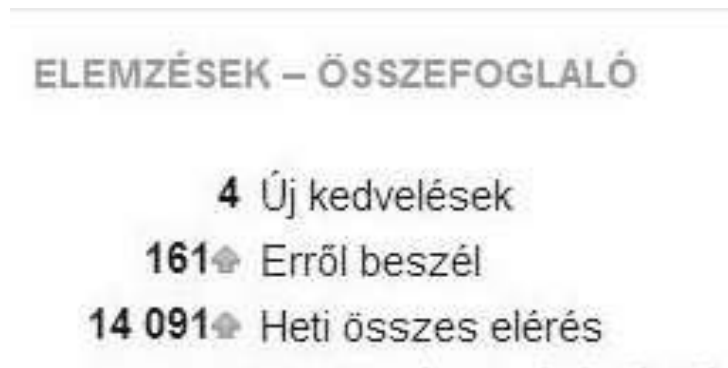 ELEMZÉSEK – ÖSSZEFOGLALÓ
4 Új kedvelések
161 Erről beszél
14 091 Heti összes elérés